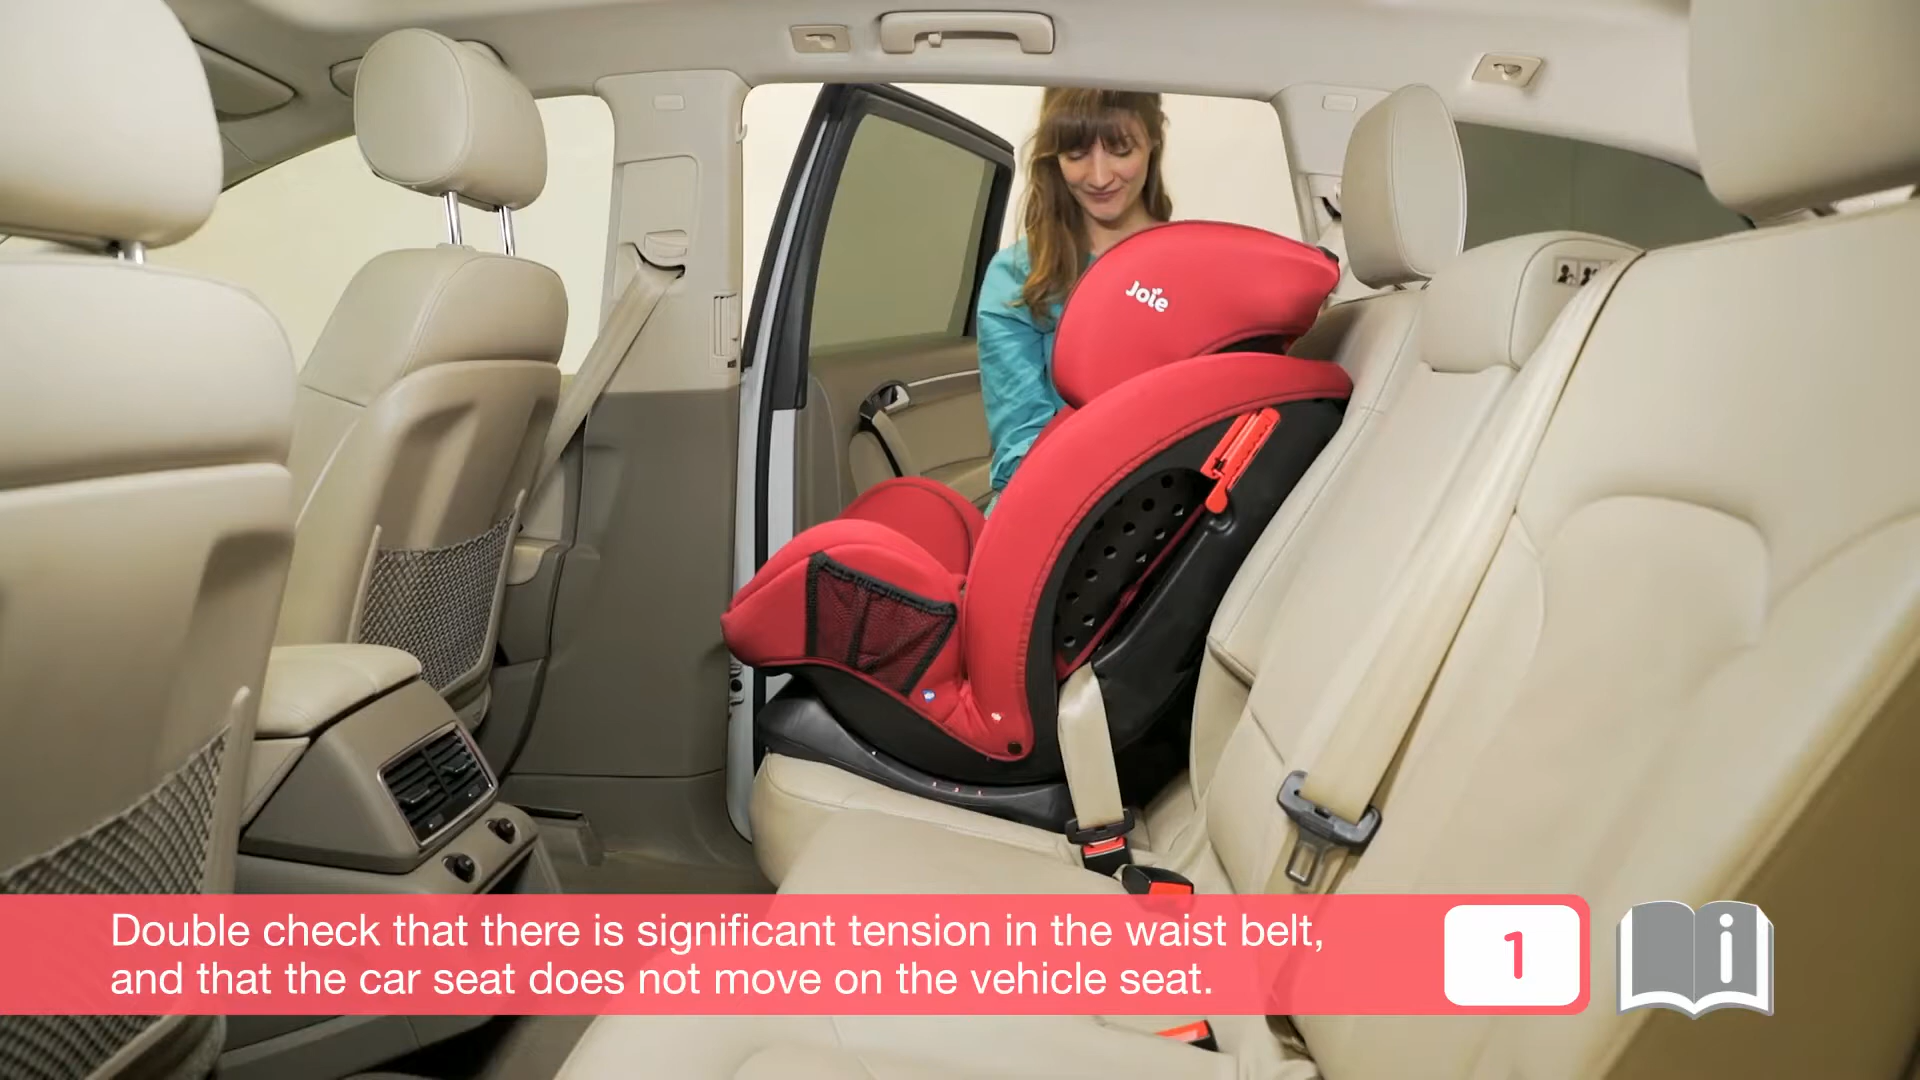 Joie
Double check that there is significant tension in the waist belt,
and that the car seat does not move on the vehicle seat.
1
i